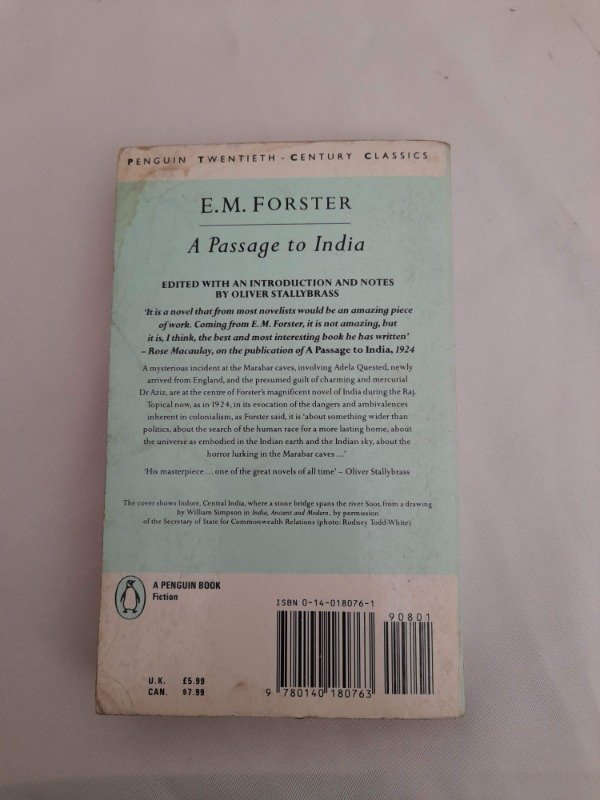 PENGUIN TWENTIETH-CENTURY CLASSICS
E.M. FORSTER
A Passage to India
EDITED WITH AN INTRODUCTION AND NOTES
BY OLIVER STALLYBRASS
'It is a novel that from most novelists would be an amazing piece
of work. Coming from E.M. Forster, it is not amazing, but
it is, I think, the best and most interesting book he has written'
– Rose Macaulay, on the publication of A Passage to India, 1924
A mysterious incident at the Marabar caves, involving Adela Quested, newly
arrived from England, and the presumed guilt of charming and mercurial
Dr Aziz, are at the centre of Forster's magnificent novel of India during the Raj.
Topical now, as in 1924, in its evocation of the dangers and ambivalences
inherent in colonialism, as Forster said, it is 'about something wider than
politics, about the search of the human race for a more lasting home, about
the universe as embodied in the Indian earth and the Indian sky, about the
horror lurking in the Marabar caves ...'
'His masterpiece ... one of the great novels of all time' – Oliver Stallybrass
The cover shows Indore, Central India, where a stone bridge spans the river Soor, from a drawing
by William Simpson in India, Ancient and Modern, by permission
of the Secretary of State for Commonwealth Relations (photo: Rodney Todd-White)
A PENGUIN BOOK
Fiction
ISBN 0-14-018076-1
90801
U.K. £5.99
CAN. $7.99
9 780140 180763